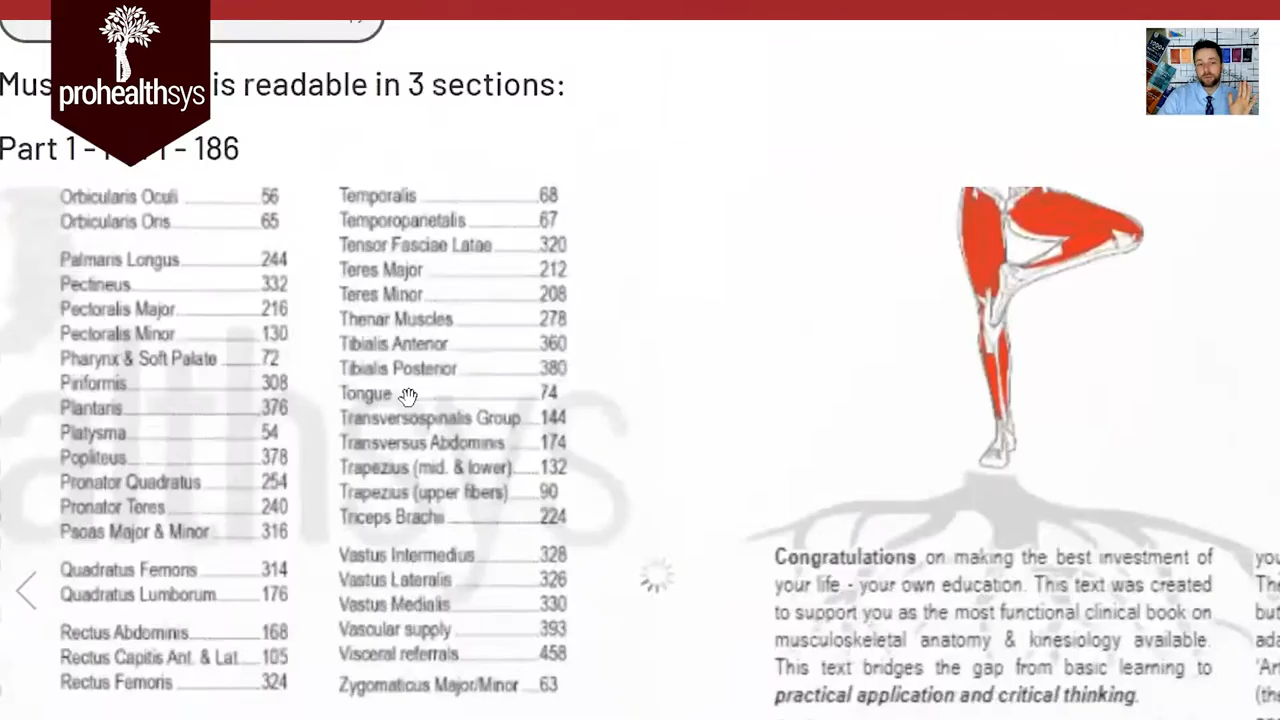 prohealthsys
is readable in 3 sections:
Part 1 - 186
Orbicularis Oculi 56
Orbicularis Oris 65
Palmaris Longus 244
Pectineus 332
Pectoralis Major 216
Pectoralis Minor 130
Pharynx & Soft Palate 72
Piriformis 308
Plantaris 376
Platysma 54
Popliteus 378
Pronator Quadratus 254
Pronator Teres 240
Psoas Major & Minor 316
Quadratus Femoris 314
Quadratus Lumborum 176
Rectus Abdominis 168
Rectus Capitis Ant. & Lat. 105
Rectus Femoris 324
Temporalis 68
Temporoparietalis 67
Tensor Fasciae Latae 320
Teres Major 212
Teres Minor 208
Thenar Muscles 278
Tibialis Anterior 360
Tibialis Posterior 380
Tongue 74
Transversospinalis Group 144
Transversus Abdominis 174
Trapezius (mid. & lower) 132
Trapezius (upper fibers) 90
Triceps Brachii 224
Vastus Intermedius 328
Vastus Lateralis 326
Vastus Medialis 330
Vascular supply 393
Visceral referrals 458
Zygomaticus Major/Minor 63
Congratulations on making the best investment of
your life - your own education. This text was created
to support you as the most functional clinical book on
musculoskeletal anatomy & kinesiology available.
This text bridges the gap from basic learning to
practical application and critical thinking.